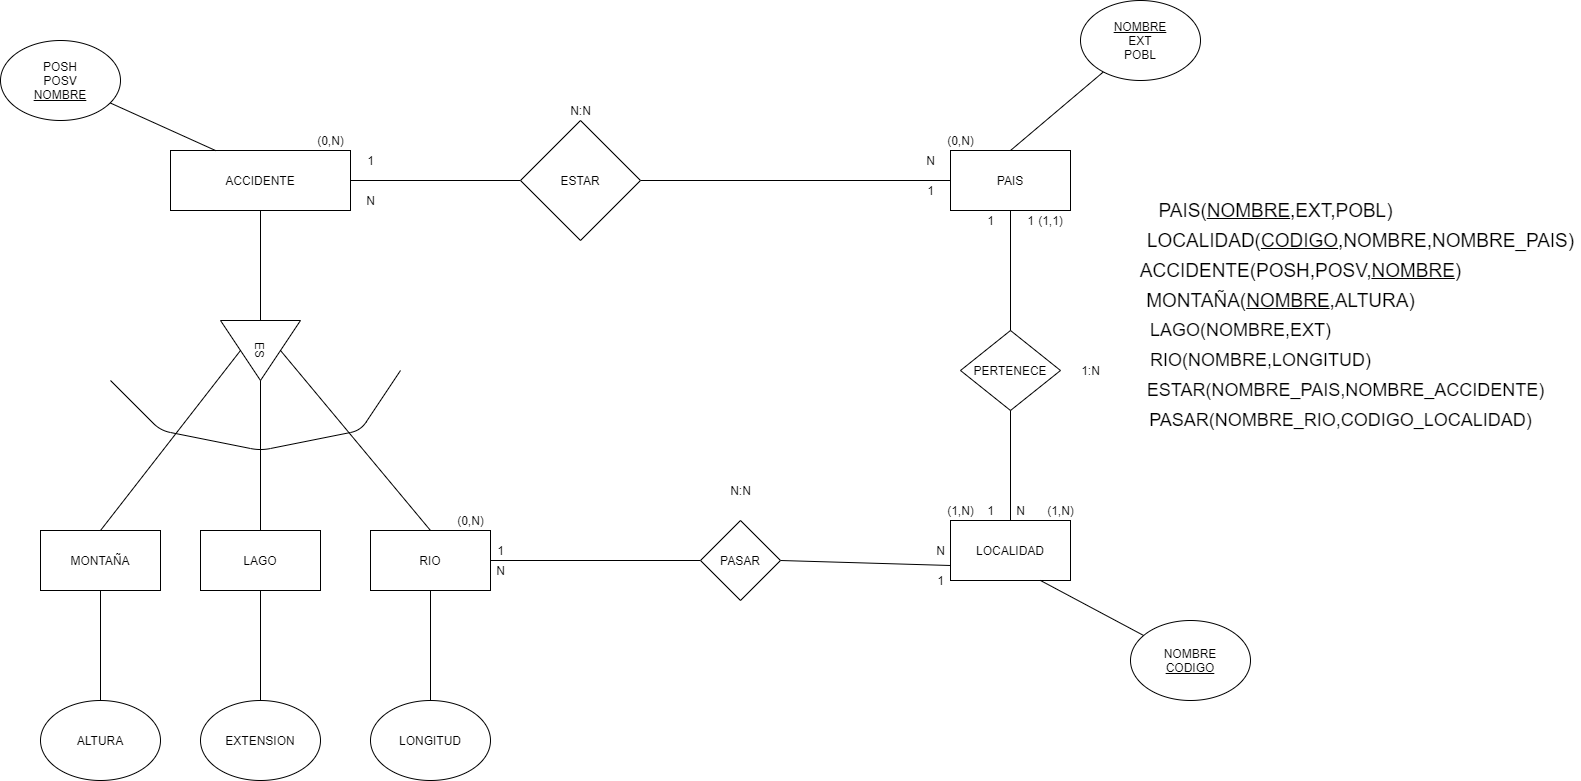 NOMBRE
EXT
POBL
POSH
POSV
NOMBRE
N:N
(0,N)
(0,N)
1
N
ACCIDENTE
ESTAR
PAIS
N
1
1
1 (1,1)
PAIS(NOMBRE,EXT,POBL)
LOCALIDAD(CODIGO,NOMBRE,NOMBRE_PAIS)
ACCIDENTE(POSH,POSV,NOMBRE)
MONTAÑA(NOMBRE,ALTURA)
LAGO(NOMBRE,EXT)
RIO(NOMBRE,LONGITUD)
ESTAR(NOMBRE_PAIS,NOMBRE_ACCIDENTE)
PASAR(NOMBRE_RIO,CODIGO_LOCALIDAD)
ES
PERTENECE
1:N
N:N
(0,N)
(1,N)
1
N
(1,N)
1
N
MONTAÑA
LAGO
RIO
PASAR
LOCALIDAD
N
1
NOMBRE
CODIGO
ALTURA
EXTENSION
LONGITUD